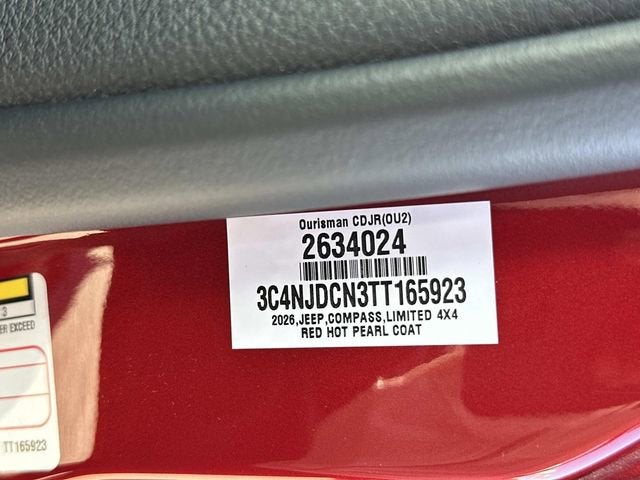 Ourisman CDJR(OU2)
2634024
3C4NJDCN3TT165923
2026,JEEP,COMPASS,LIMITED 4X4
RED HOT PEARL COAT
ER EXCEED
TT165923